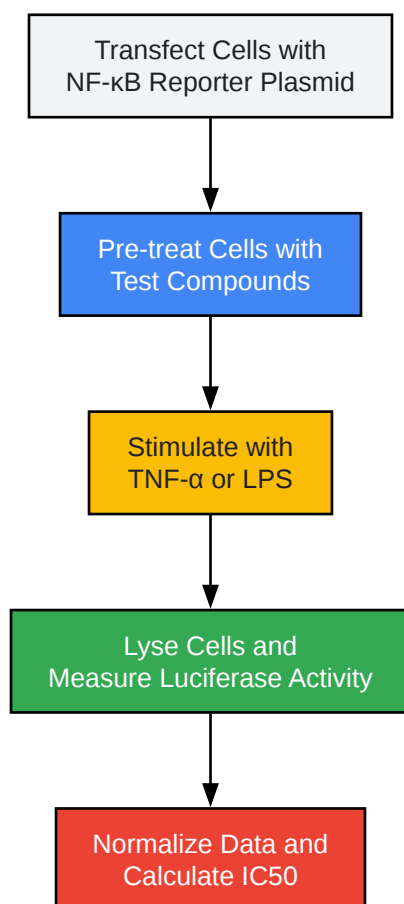 Transfect Cells with
NF-κB Reporter Plasmid
Pre-treat Cells with
Test Compounds
Stimulate with
TNF-α or LPS
Lyse Cells and
Measure Luciferase Activity
Normalize Data and
Calculate IC50